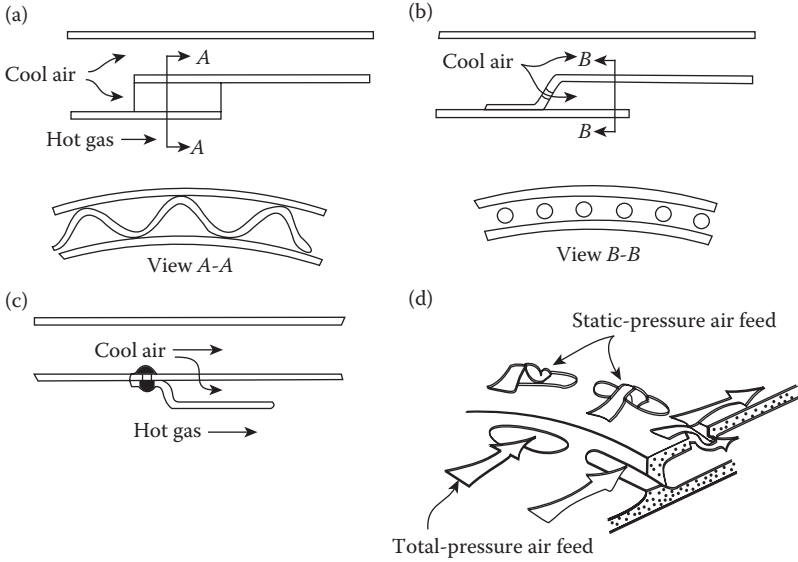 (a)
Cool air
A
Hot gas
A
View A-A
(b)
Cool air
B
B
View B-B
(c)
Cool air
Hot gas
(d)
Static-pressure air feed
Total-pressure air feed